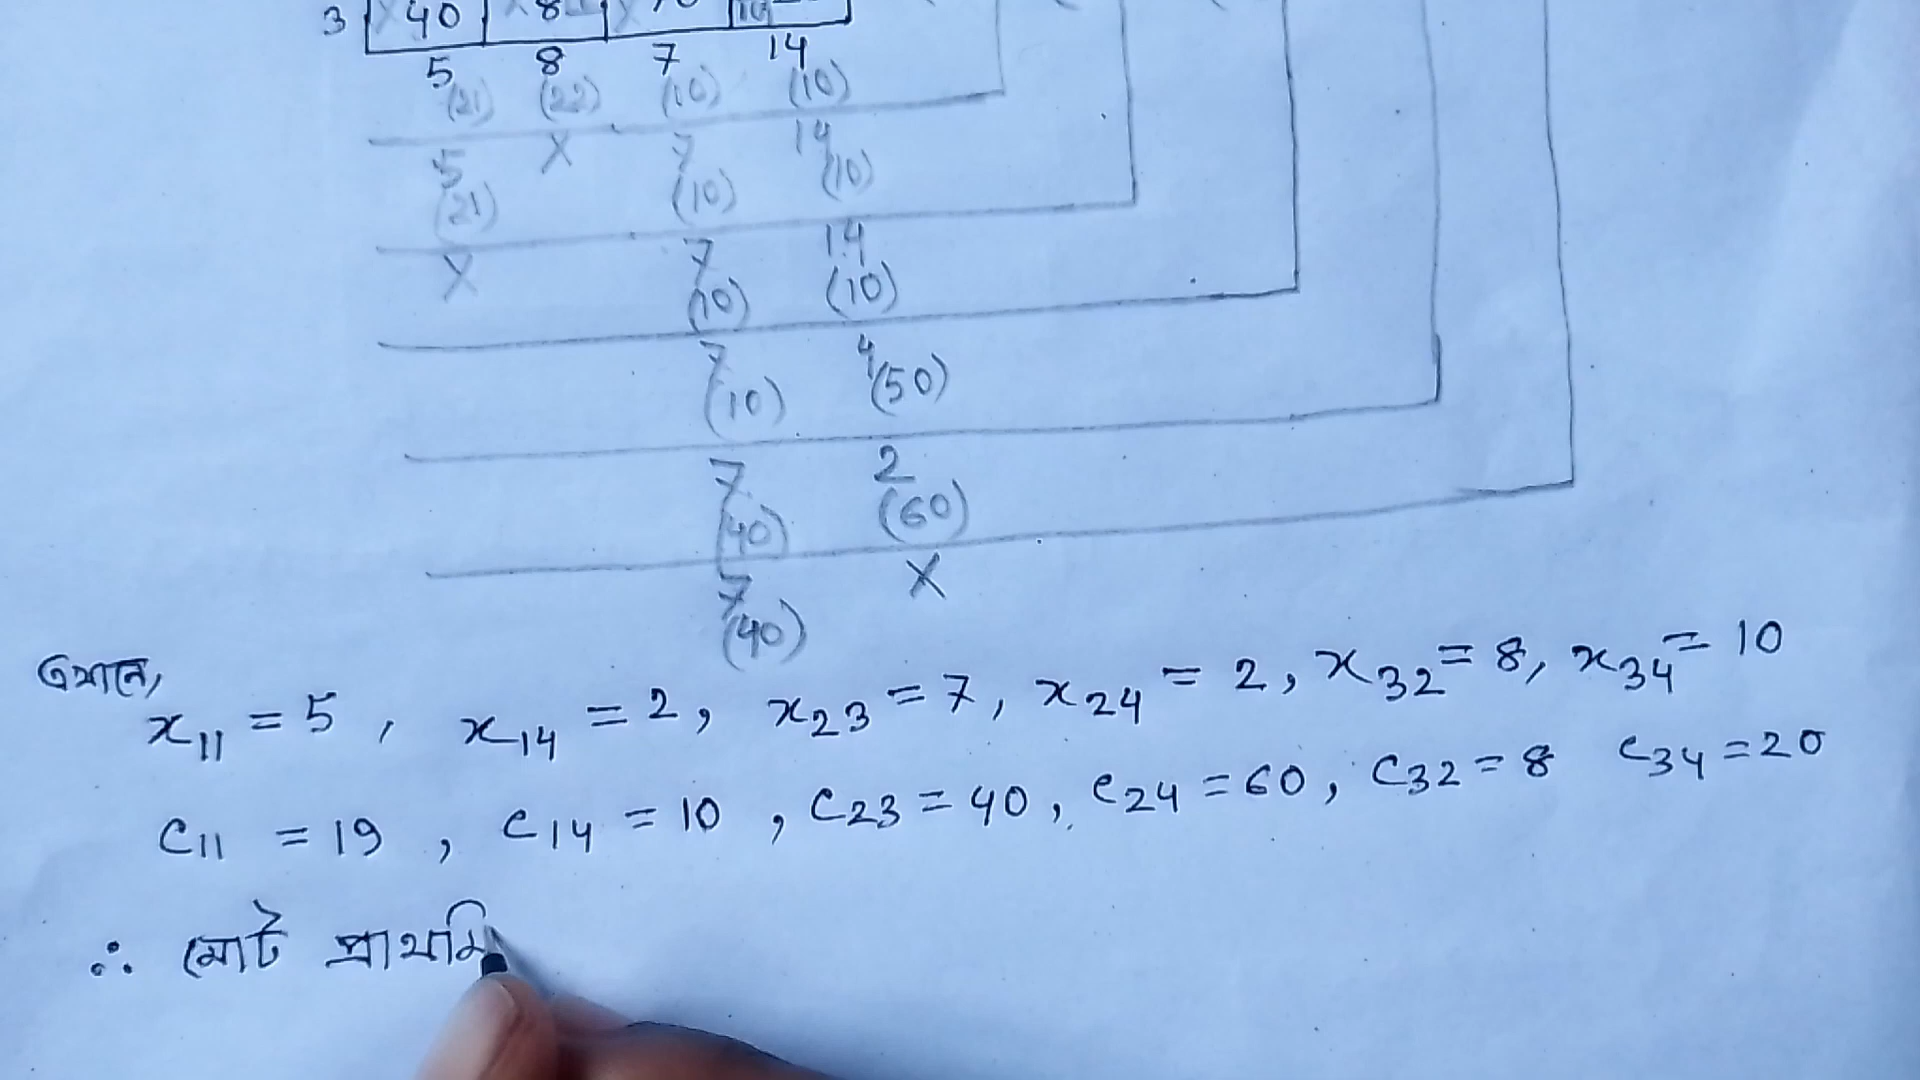 3 40 8
5 8 7 14
(21) (22) (10) (10)
5 X 7 14
(21) (10) (10)
X 7 14
(10) (10)
7 4
(10) (50)
7 2
(40) (60)
7 X
(40)
এখানে,
x₁₁ = 5, x₁₄ = 2, x₂₃ = 7, x₂₄ = 2, x₃₂ = 8, x₃₄ = 10
c₁₁ = 19, c₁₄ = 10, c₂₃ = 40, c₂₄ = 60, c₃₂ = 8 c₃₄ = 20
∴ মোট প্রাথমি